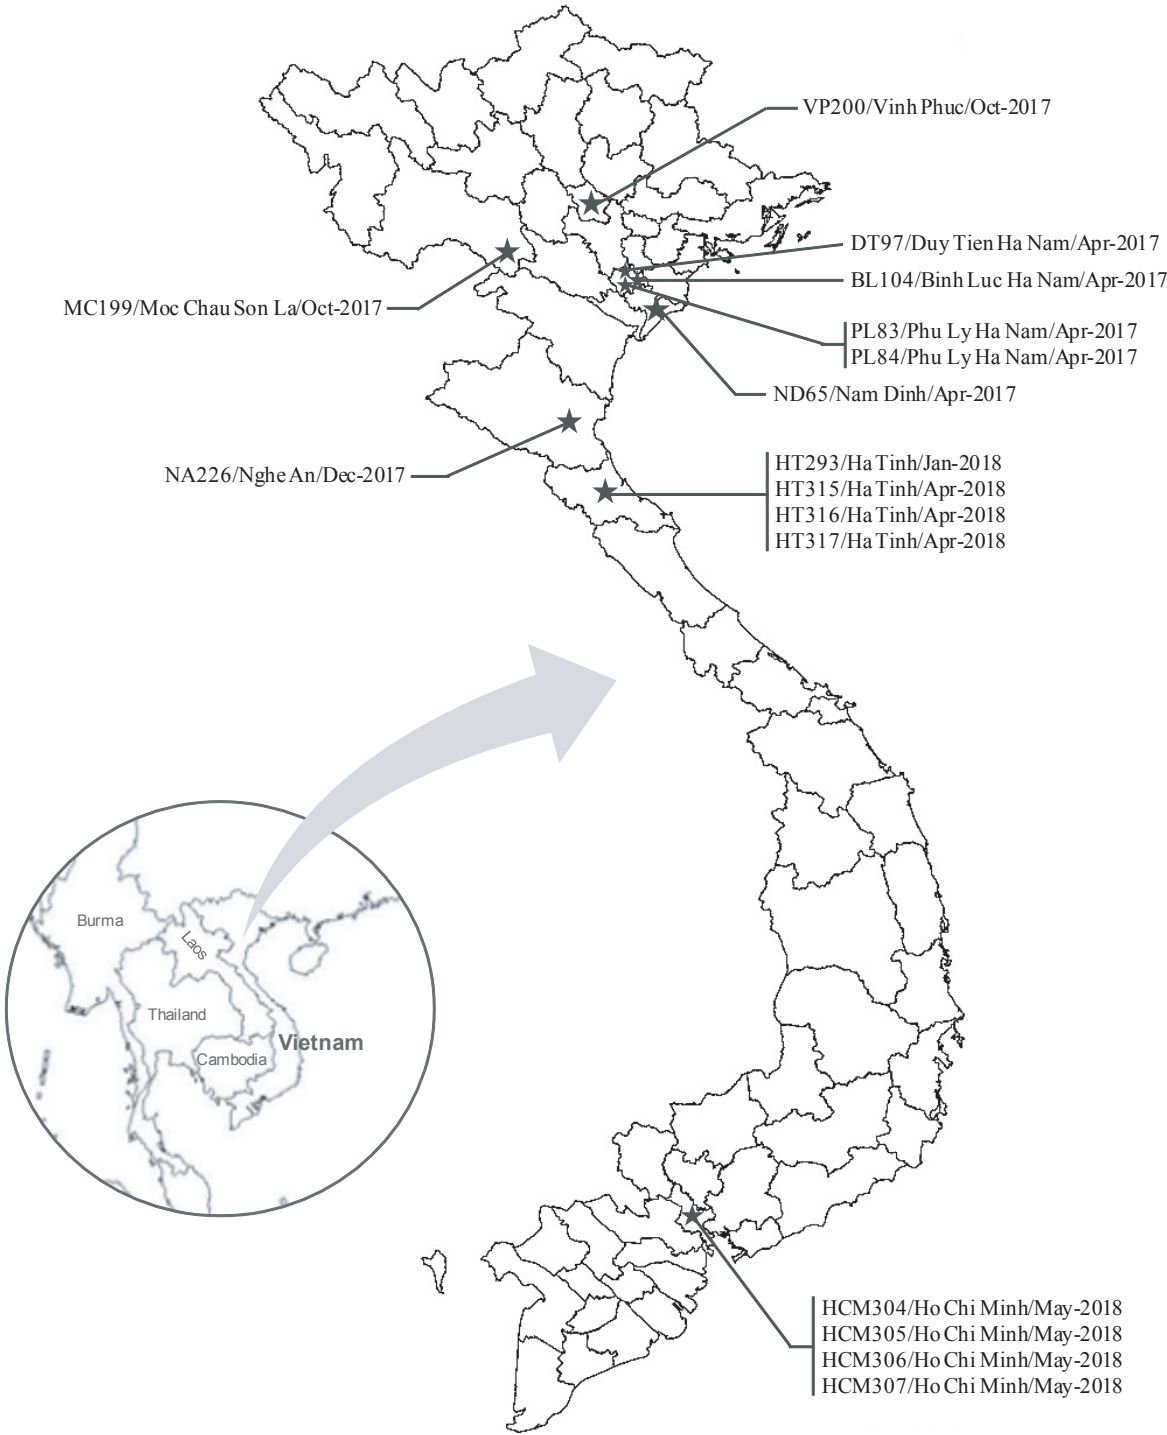 VP200/Vinh Phuc/Oct-2017
DT97/Duy Tien Ha Nam/Apr-2017
BL104/Binh Luc Ha Nam/Apr-2017
MC199/Moc Chau Son La/Oct-2017
PL83/Phu Ly Ha Nam/Apr-2017
PL84/Phu Ly Ha Nam/Apr-2017
ND65/Nam Dinh/Apr-2017
NA226/Nghe An/Dec-2017
HT293/Ha Tinh/Jan-2018
HT315/Ha Tinh/Apr-2018
HT316/Ha Tinh/Apr-2018
HT317/Ha Tinh/Apr-2018
Burma
Laos
Thailand
Vietnam
Cambodia
HCM304/Ho Chi Minh/May-2018
HCM305/Ho Chi Minh/May-2018
HCM306/Ho Chi Minh/May-2018
HCM307/Ho Chi Minh/May-2018